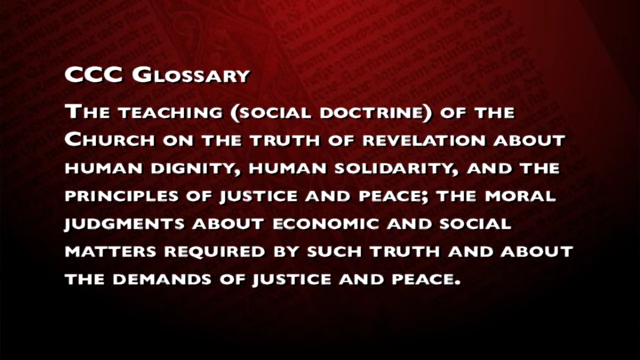 CCC Glossary
The teaching (social doctrine) of the
Church on the truth of revelation about
human dignity, human solidarity, and the
principles of justice and peace; the moral
judgments about economic and social
matters required by such truth and about
the demands of justice and peace.